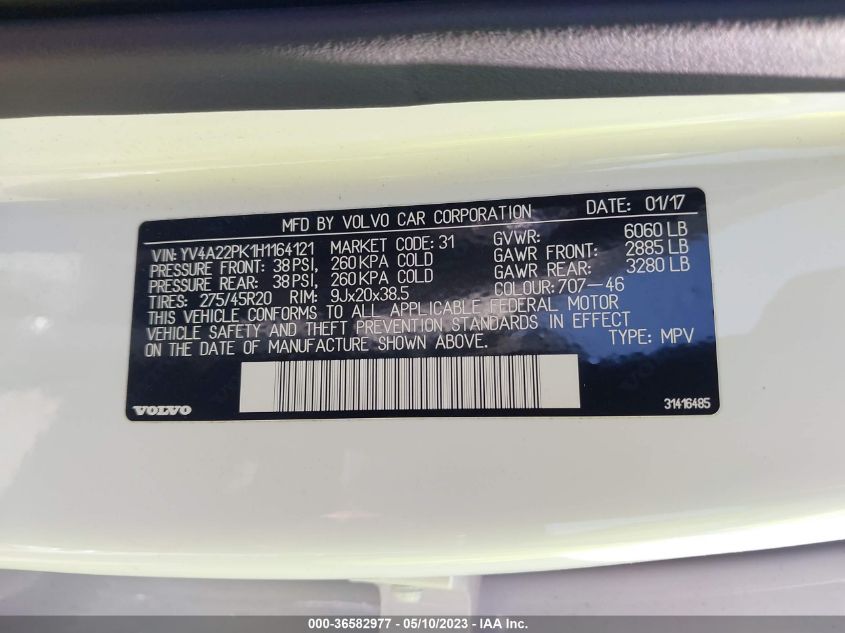 MFD BY VOLVO CAR CORPORATION DATE: 01/17
VIN: YV4A22PK1H1164121 MARKET CODE: 31 GVWR: 6060 LB
PRESSURE FRONT: 38 PSI, 260 KPA COLD GAWR FRONT: 2885 LB
PRESSURE REAR: 38 PSI, 260 KPA COLD GAWR REAR: 3280 LB
TIRES: 275/45R20 RIM: 9Jx20x38.5 COLOUR: 707-46
THIS VEHICLE CONFORMS TO ALL APPLICABLE FEDERAL MOTOR
VEHICLE SAFETY AND THEFT PREVENTION STANDARDS IN EFFECT
ON THE DATE OF MANUFACTURE SHOWN ABOVE. TYPE: MPV
VOLVO 31416485
000-36582977 - 05/10/2023 - IAA Inc.